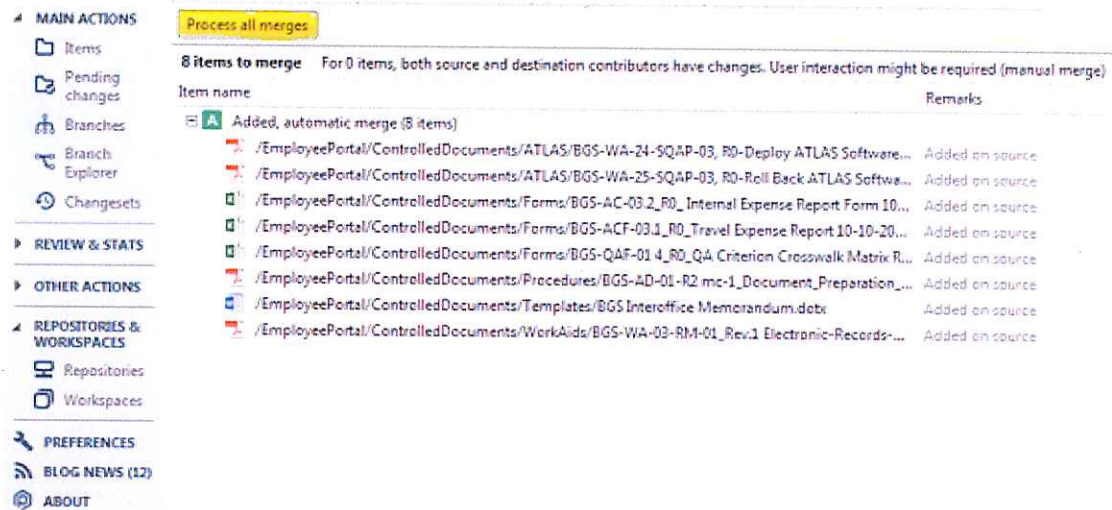 MAIN ACTIONS
Items
Pending
changes
Branches
Branch
Explorer
Changesets
REVIEW & STATS
OTHER ACTIONS
REPOSITORIES &
WORKSPACES
Repositories
Workspaces
PREFERENCES
BLOG NEWS (12)
ABOUT
Process all merges
8 items to merge For 0 items, both source and destination contributors have changes. User interaction might be required (manual merge)
Item name Remarks
A Added, automatic merge (8 items)
/EmployeePortal/ControlledDocuments/ATLAS/BGS-WA-24-SQAP-03, R0-Deploy ATLAS Software... Added on source
/EmployeePortal/ControlledDocuments/ATLAS/BGS-WA-25-SQAP-03, R0-Roll Back ATLAS Softwa... Added on source
/EmployeePortal/ControlledDocuments/Forms/BGS-AC-03.2_R0_ Internal Expense Report Form 10... Added on source
/EmployeePortal/ControlledDocuments/Forms/BGS-ACF-03.1_R0_Travel Expense Report 10-10-20... Added on source
/EmployeePortal/ControlledDocuments/Forms/BGS-QAF-01.4_R0_QA Criterion Crosswalk Matrix R... Added on source
/EmployeePortal/ControlledDocuments/Procedures/BGS-AD-01-R2 mc-1_Document_Preparation_... Added on source
/EmployeePortal/ControlledDocuments/Templates/BGS Interoffice Memorandum.dotx Added on source
/EmployeePortal/ControlledDocuments/WorkAids/BGS-WA-03-RM-01_Rev.1 Electronic-Records-... Added on source